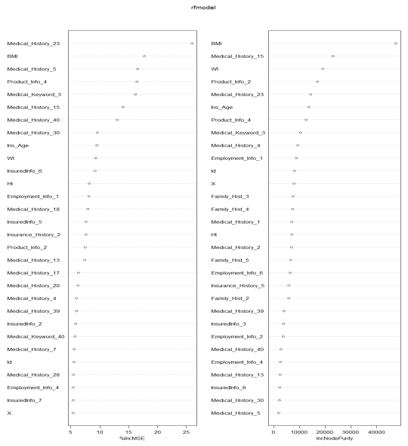 rfmodel
Medical_History_23
BMI
Medical_History_5
Product_Info_4
Medical_Keyword_3
Medical_History_15
Medical_History_40
Medical_History_30
Ins_Age
Wt
InsuredInfo_6
Ht
Employment_Info_1
Medical_History_18
InsuredInfo_5
Insurance_History_2
Product_Info_2
Medical_History_13
Medical_History_17
Medical_History_20
Medical_History_4
Medical_History_39
InsuredInfo_2
Medical_Keyword_40
Medical_History_7
Id
Medical_History_28
Employment_Info_4
InsuredInfo_7
X
5 10 15 20 25
%IncMSE
BMI
Medical_History_15
Wt
Product_Info_2
Medical_History_23
Ins_Age
Product_Info_4
Medical_Keyword_3
Medical_History_4
Employment_Info_1
Id
X
Family_Hist_3
Family_Hist_4
Medical_History_1
Ht
Medical_History_2
Family_Hist_5
Employment_Info_6
Insurance_History_5
Family_Hist_2
Medical_History_39
InsuredInfo_3
Employment_Info_2
Medical_History_40
Employment_Info_4
Medical_History_13
InsuredInfo_6
Medical_History_30
Medical_History_5
0 20000 40000
IncNodePurity